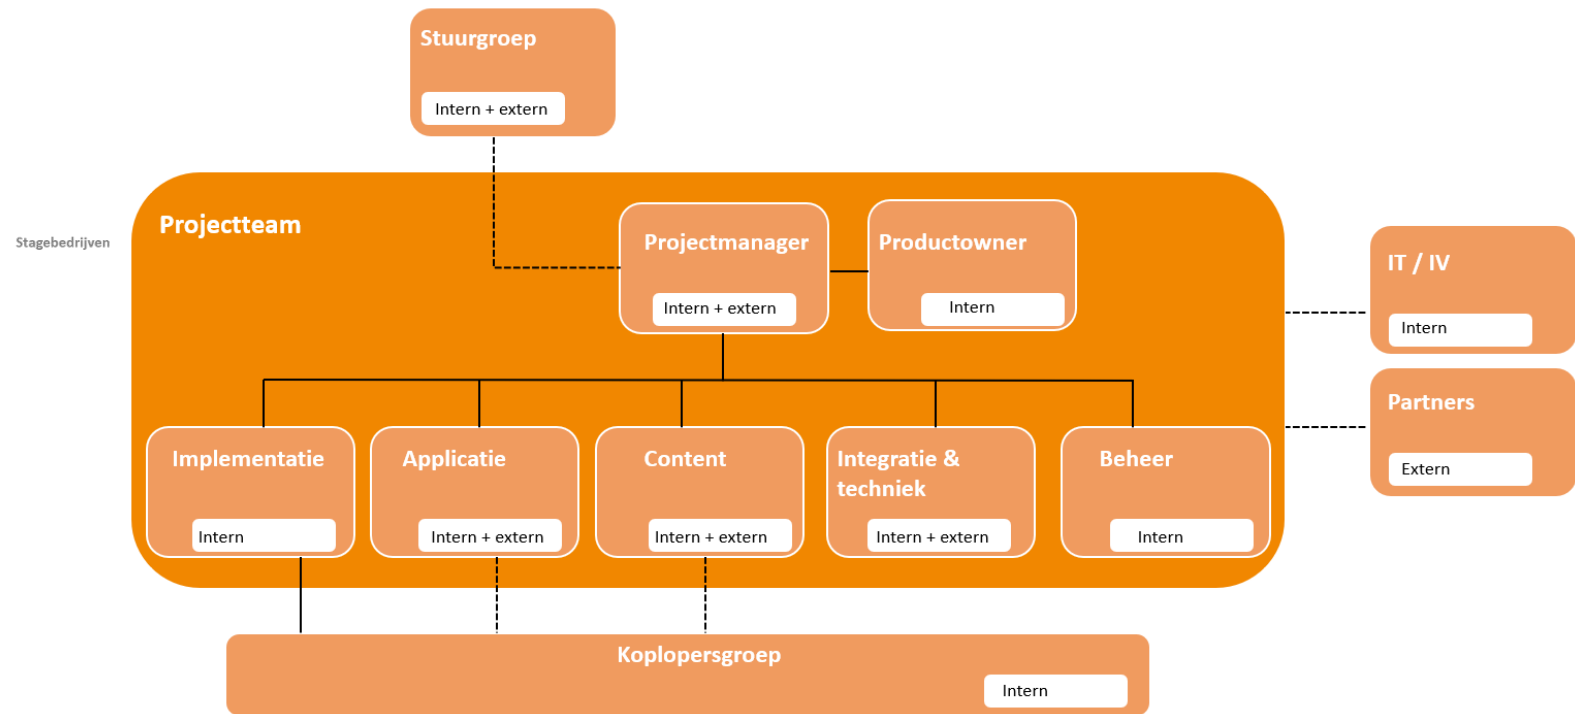 Stuurgroep
Intern + extern
Stagebedrijven
Projectteam
Projectmanager
Intern + extern
Productowner
Intern
IT / IV
Intern
Partners
Extern
Implementatie
Intern
Applicatie
Intern + extern
Content
Intern + extern
Integratie &
techniek
Intern + extern
Beheer
Intern
Koplopersgroep
Intern